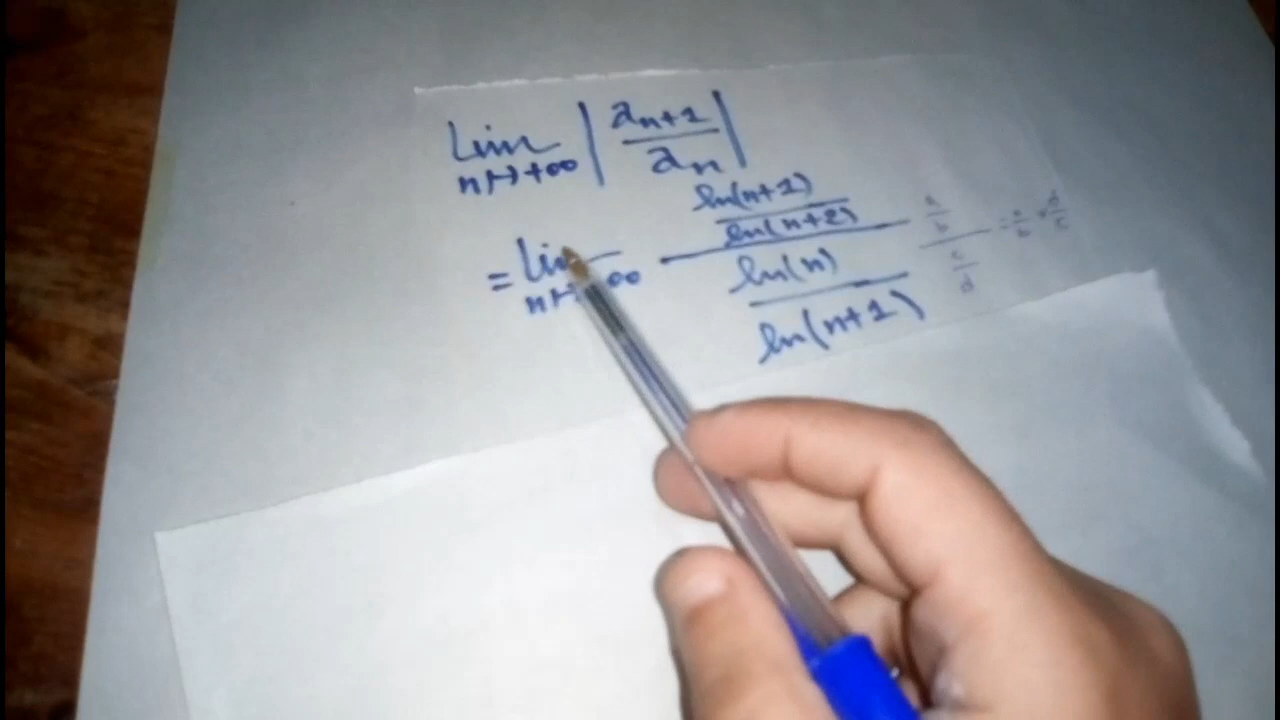 lim n↦+∞ | a_{n+1} / a_n |
= lim n↦+∞ (ln(n+1) / ln(n+2)) / (ln(n) / ln(n+1))
(a/b) / (c/d) = a/b × d/c